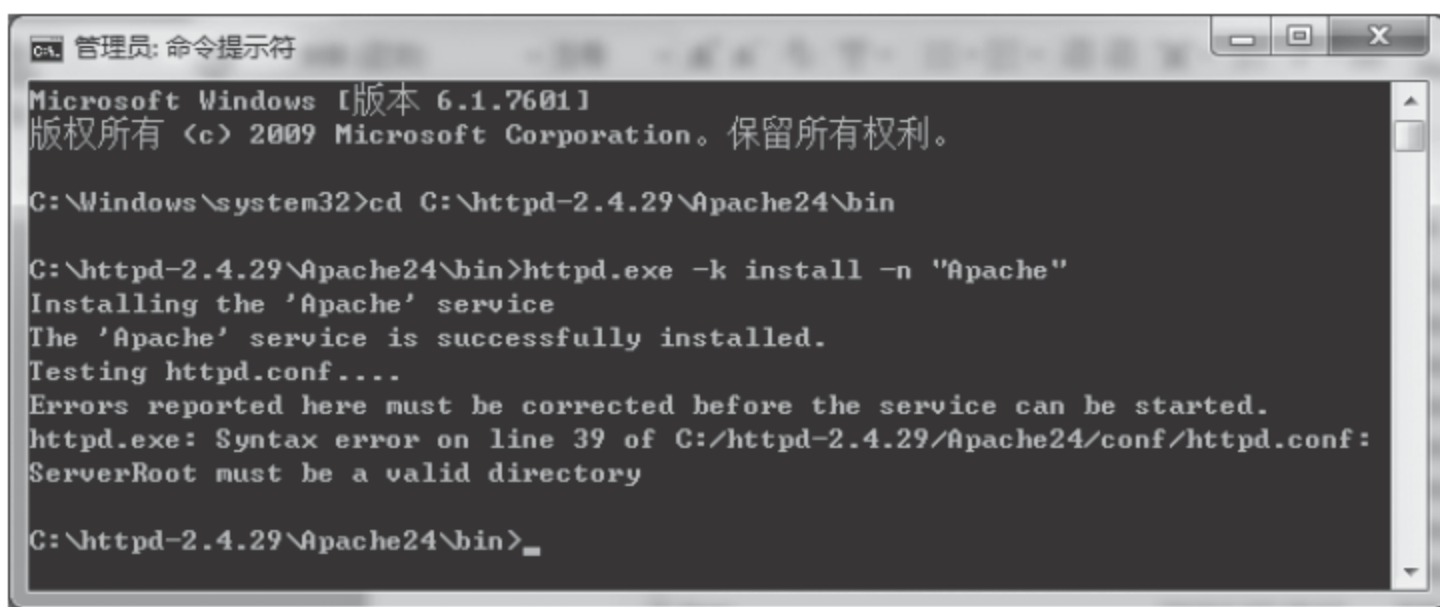 管理员: 命令提示符
Microsoft Windows [版本 6.1.7601]
版权所有 (c) 2009 Microsoft Corporation。保留所有权利。
C:\Windows\system32>cd C:\httpd-2.4.29\Apache24\bin
C:\httpd-2.4.29\Apache24\bin>httpd.exe -k install -n "Apache"
Installing the 'Apache' service
The 'Apache' service is successfully installed.
Testing httpd.conf....
Errors reported here must be corrected before the service can be started.
httpd.exe: Syntax error on line 39 of C:/httpd-2.4.29/Apache24/conf/httpd.conf:
ServerRoot must be a valid directory
C:\httpd-2.4.29\Apache24\bin>